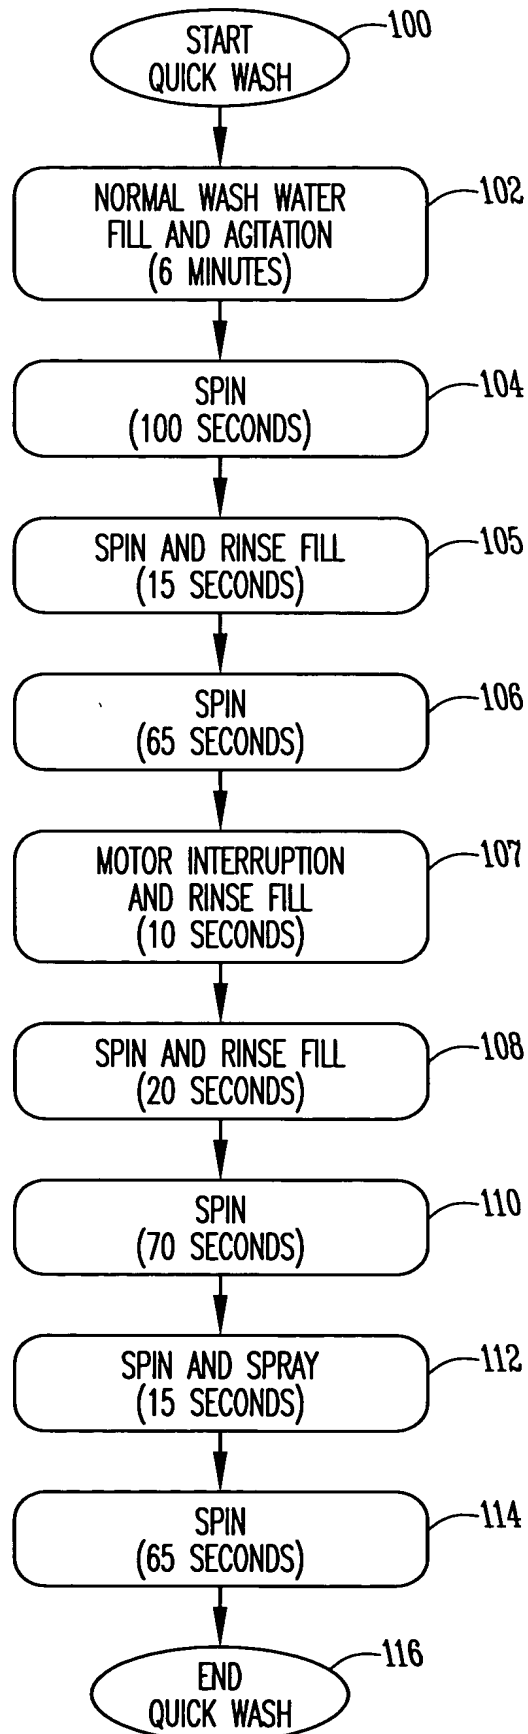 START
QUICK WASH
100
NORMAL WASH WATER
FILL AND AGITATION
(6 MINUTES)
102
SPIN
(100 SECONDS)
104
SPIN AND RINSE FILL
(15 SECONDS)
105
SPIN
(65 SECONDS)
106
MOTOR INTERRUPTION
AND RINSE FILL
(10 SECONDS)
107
SPIN AND RINSE FILL
(20 SECONDS)
108
SPIN
(70 SECONDS)
110
SPIN AND SPRAY
(15 SECONDS)
112
SPIN
(65 SECONDS)
114
END
QUICK WASH
116